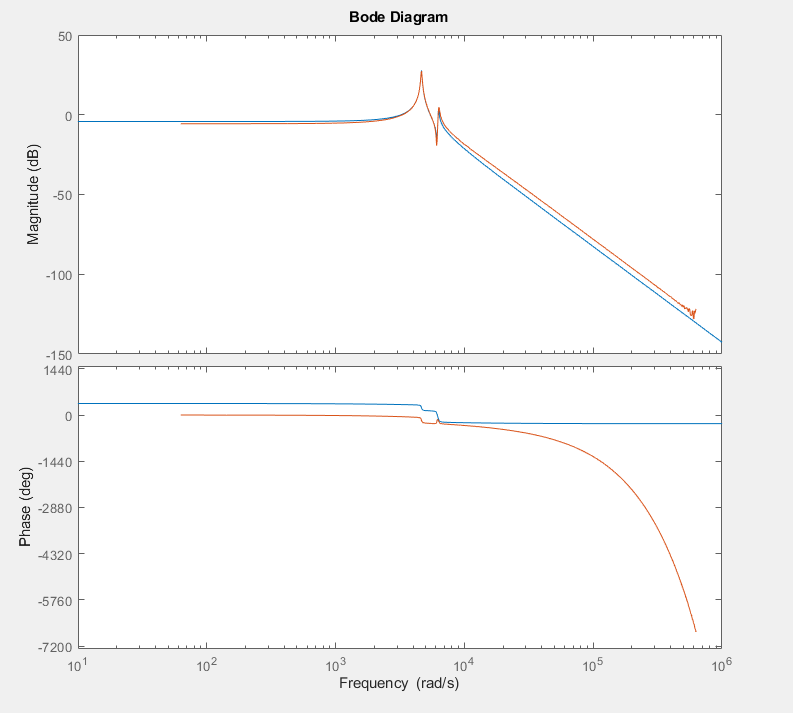 Bode Diagram
Magnitude (dB)
50
0
-50
-100
-150
Phase (deg)
1440
0
-1440
-2880
-4320
-5760
-7200
10^1 10^2 10^3 10^4 10^5 10^6
Frequency (rad/s)